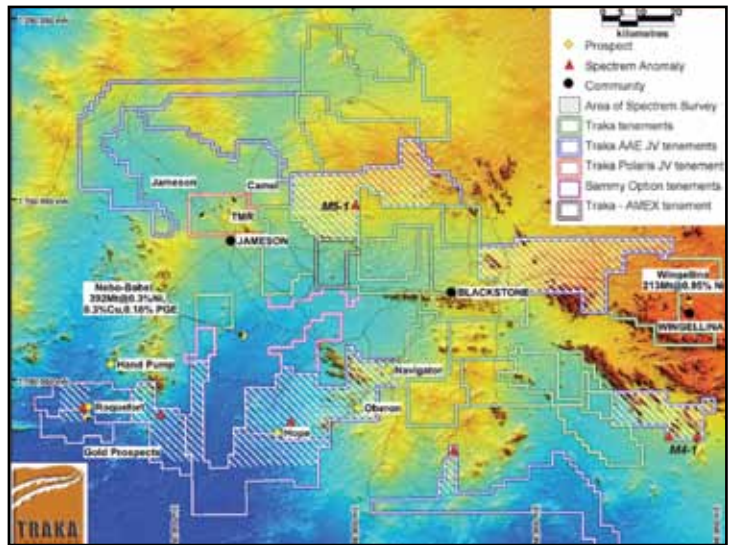 kilometres
Prospect
Spectrem Anomaly
Community
Area of Spectrem Survey
Traka tenements
Traka AAE JV tenements
Traka Polaris JV tenement
Sammy Option tenements
Traka - AMEX tenement
Jameson
Camel
M5-1
TMR
JAMESON
Nebo-Babel
392Mt@0.3%Ni,
0.3%Cu,0.18% PGE
BLACKSTONE
Wingellina
213Mt@0.95% Ni
WINGELLINA
Hand Pump
Navigator
Roquefort
Oberon
Hope
Gold Prospects
M4-1
TRAKA